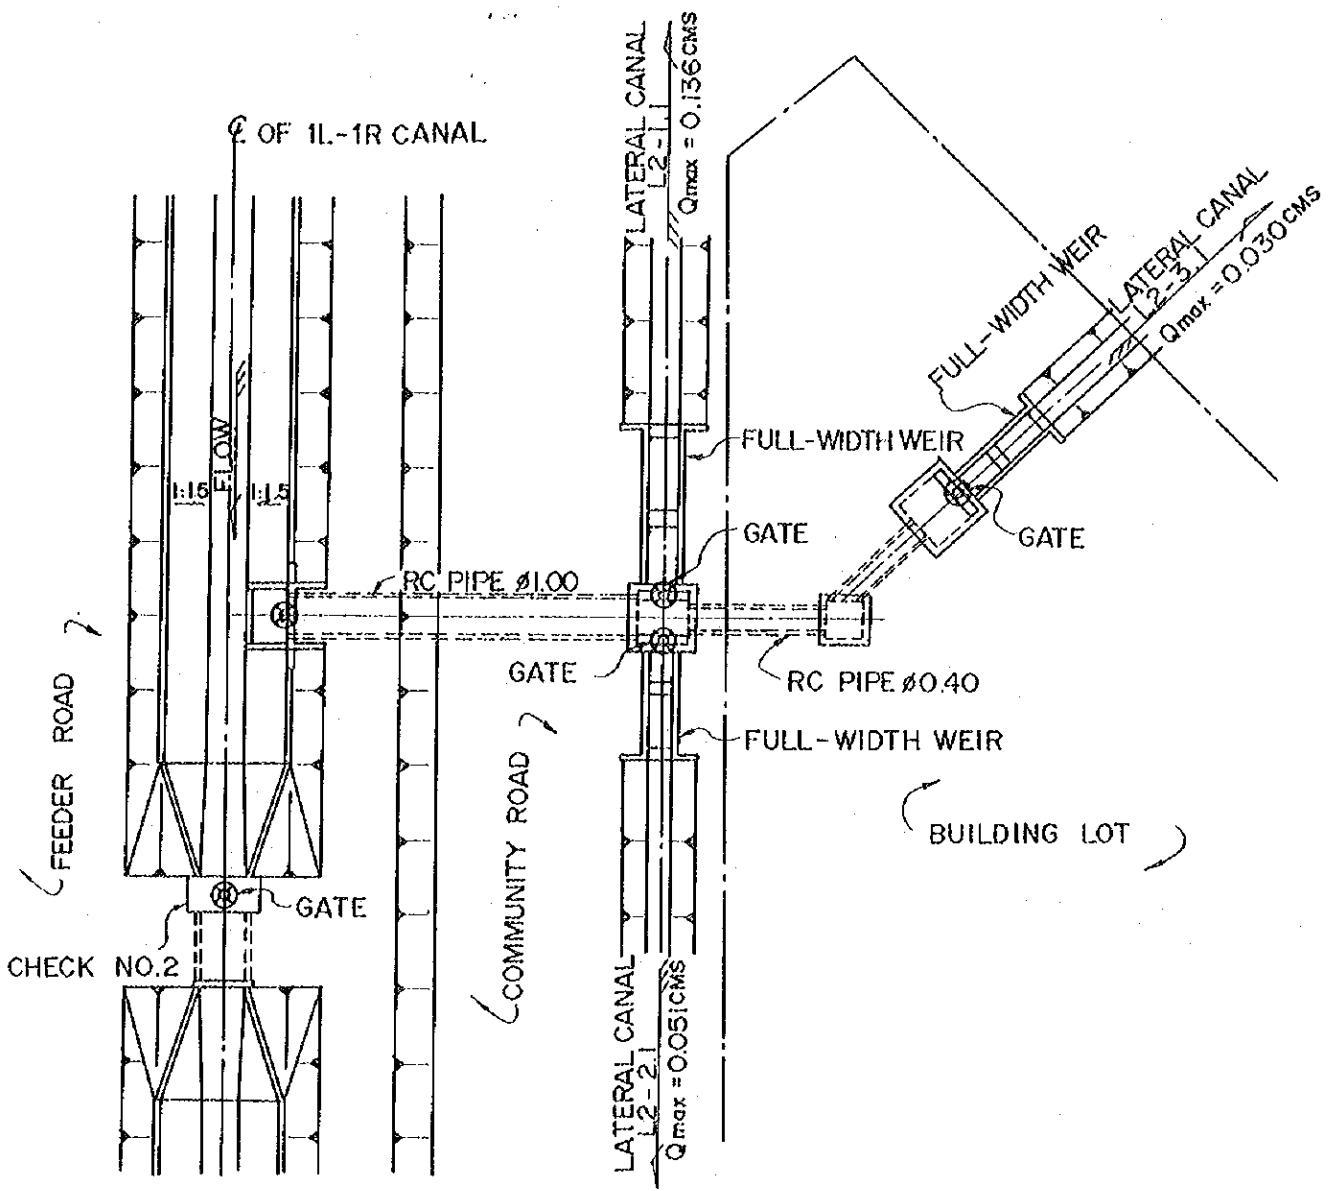 ℄ OF 1L-1R CANAL
LATERAL CANAL
L2-1.1
Qmax = 0.136 CMS
LATERAL CANAL
L2-3.1
Qmax = 0.030 CMS
FULL-WIDTH WEIR
FLOW
1:1.5
1:1.5
FULL-WIDTH WEIR
GATE
GATE
RC PIPE ø1.00
GATE
RC PIPE ø0.40
FULL-WIDTH WEIR
FEEDER ROAD
COMMUNITY ROAD
BUILDING LOT
GATE
CHECK NO.2
LATERAL CANAL
L2-2.1
Qmax = 0.051 CMS